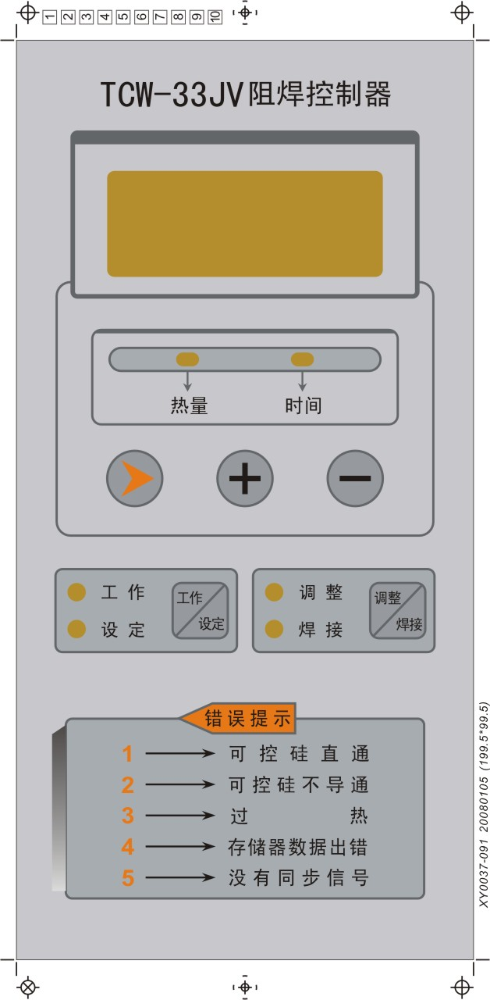 1 2 3 4 5 6 7 8 9 10
TCW-33JV阻焊控制器
热量 时间
工作 工作 调整 调整
设定 设定 焊接 焊接
错误提示
1 可控硅直通
2 可控硅不导通
3 过热
4 存储器数据出错
5 没有同步信号
XY0037-091 20080105 (199.5*99.5)